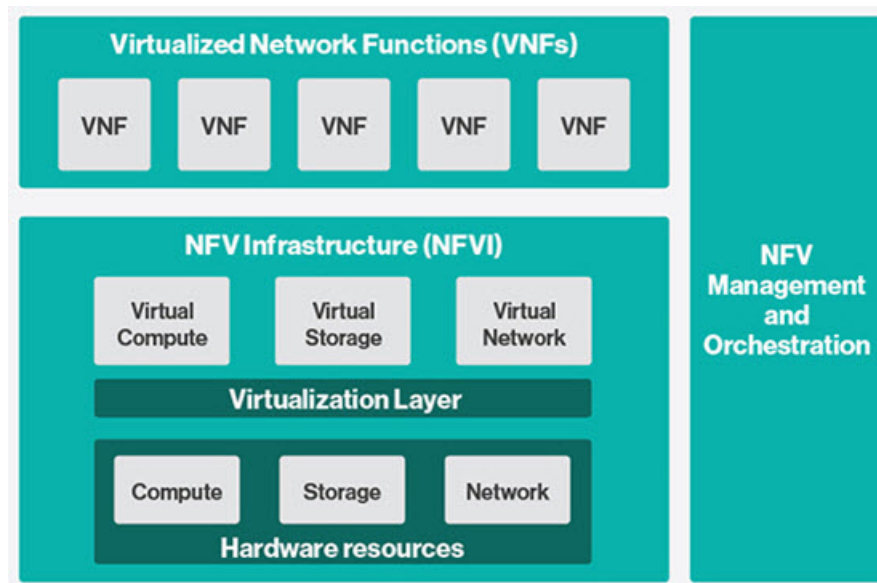 Virtualized Network Functions (VNFs)
VNF VNF VNF VNF VNF
NFV Infrastructure (NFVI)
Virtual
Compute
Virtual
Storage
Virtual
Network
Virtualization Layer
Compute Storage Network
Hardware resources
NFV
Management
and
Orchestration